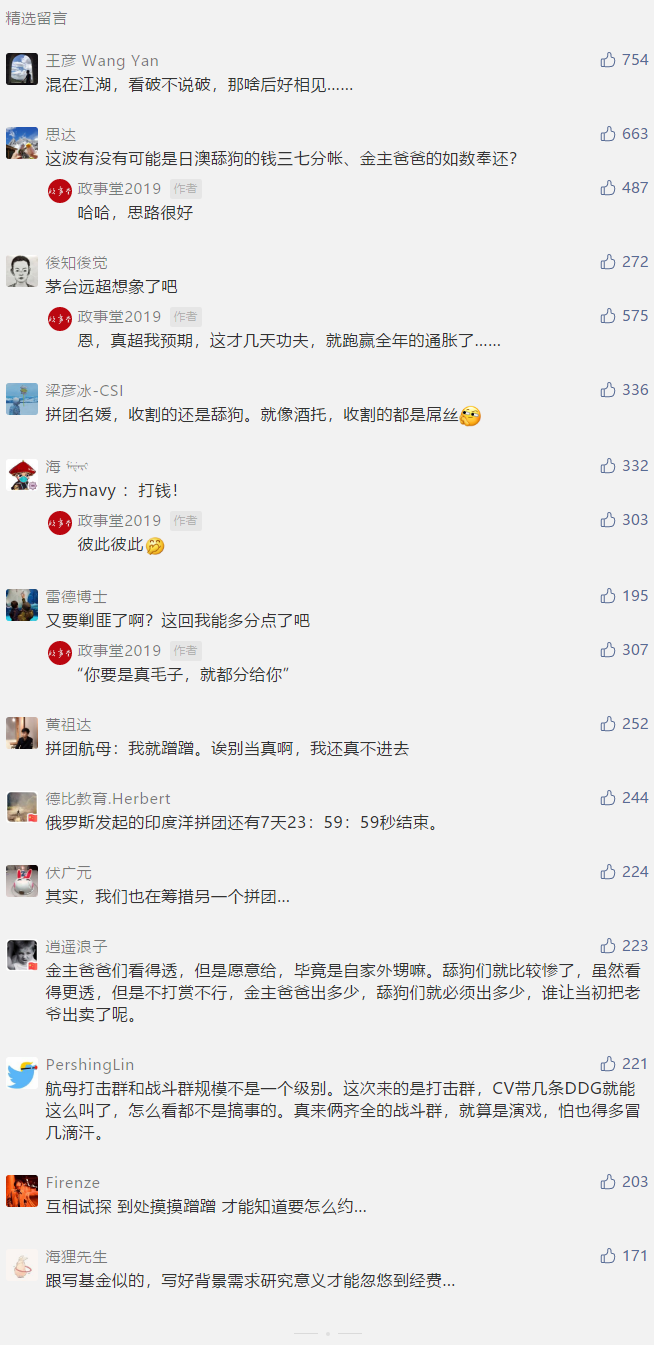 精选留言
王彦 Wang Yan 754
混在江湖，看破不说破，那啥后好相见……
思达 663
这波有没有可能是日澳舔狗的钱三七分帐、金主爸爸的如数奉还？
政事堂2019 作者 487
哈哈，思路很好
後知後觉 272
茅台远超想象了吧
政事堂2019 作者 575
恩，真超我预期，这才几天功夫，就跑赢全年的通胀了……
梁彦冰-CSI 336
拼团名媛，收割的还是舔狗。就像酒托，收割的都是屌丝
海 332
我方navy ：打钱！
政事堂2019 作者 303
彼此彼此
雷德博士 195
又要剿匪了啊？这回我能多分点了吧
政事堂2019 作者 307
“你要是真毛子，就都分给你”
黄祖达 252
拼团航母：我就蹭蹭。诶别当真啊，我还真不进去
德比教育.Herbert 244
俄罗斯发起的印度洋拼团还有7天23：59：59秒结束。
伏广元 224
其实，我们也在筹措另一个拼团…
逍遥浪子 223
金主爸爸们看得透，但是愿意给，毕竟是自家外甥嘛。舔狗们就比较惨了，虽然看
得更透，但是不打赏不行，金主爸爸出多少，舔狗们就必须出多少，谁让当初把老
爷出卖了呢。
PershingLin 221
航母打击群和战斗群规模不是一个级别。这次来的是打击群，CV带几条DDG就能
这么叫了，怎么看都不是搞事的。真来俩齐全的战斗群，就算是演戏，怕也得多冒
几滴汗。
Firenze 203
互相试探 到处摸摸蹭蹭 才能知道要怎么约…
海狸先生 171
跟写基金似的，写好背景需求研究意义才能忽悠到经费…